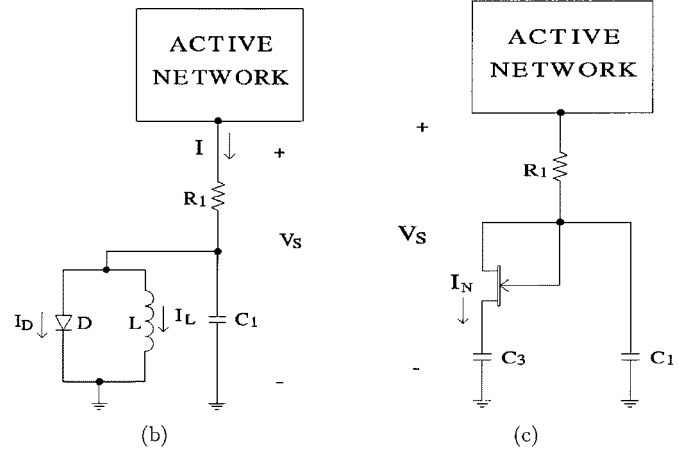 ACTIVE
NETWORK
I
+
R1
VS
ID
D
L
IL
C1
-
(b)
ACTIVE
NETWORK
+
R1
VS
IN
-
C3
C1
(c)